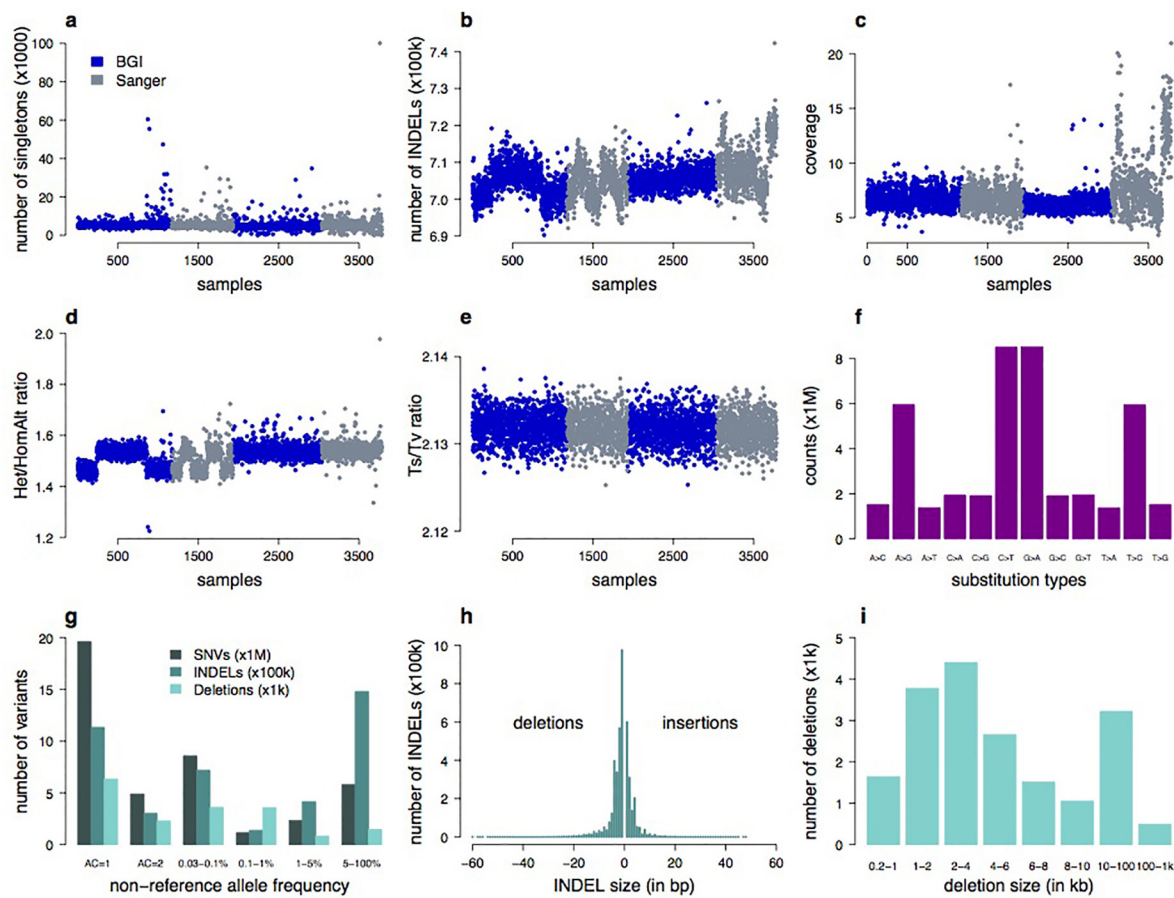 a
number of singletons (x1000)
100
80
60
40
20
0
BGI
Sanger
500 1500 2500 3500
samples
b
number of INDELs (x100k)
7.4
7.3
7.2
7.1
7.0
6.9
500 1500 2500 3500
samples
c
coverage
20
15
10
5
0 500 1500 2500 3500
samples
d
Het/HomAlt ratio
2.0
1.8
1.6
1.4
1.2
500 1500 2500 3500
samples
e
Ts/Tv ratio
2.14
2.13
2.12
500 1500 2500 3500
samples
f
counts (x1M)
8
6
4
2
0
A>C A>G A>T C>A C>G C>T G>A G>C G>T T>A T>C T>G
substitution types
g
number of variants
20
15
10
5
0
SNVs (x1M)
INDELs (x100k)
Deletions (x1k)
AC=1 AC=2 0.03-0.1% 0.1-1% 1-5% 5-100%
non-reference allele frequency
h
number of INDELs (x100k)
10
8
6
4
2
0
deletions insertions
-60 -40 -20 0 20 40 60
INDEL size (in bp)
i
number of deletions (x1k)
5
4
3
2
1
0
0.2-1 1-2 2-4 4-6 6-8 8-10 10-100 100-1k
deletion size (in kb)